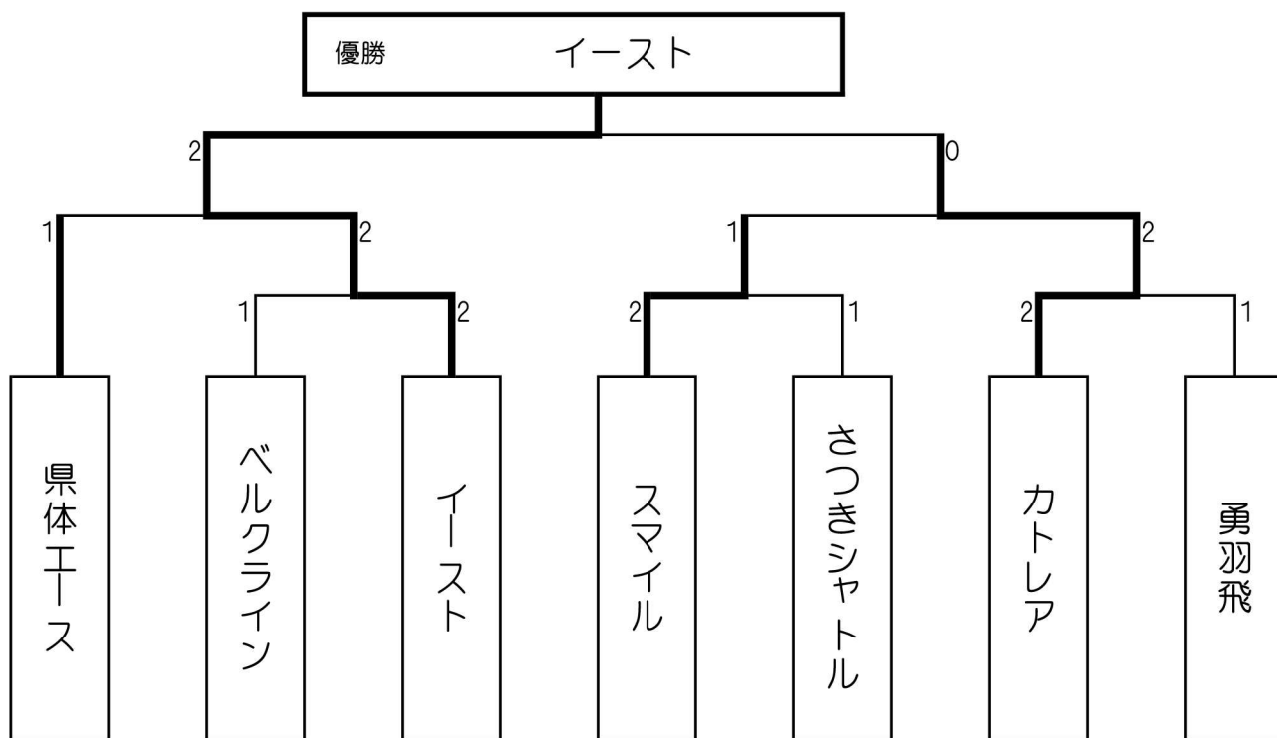 優勝 イースト
2 0
1 2 1 2
1 2 2 1 2 1
県体エース
ベルクライン
イースト
スマイル
さつきシャトル
カトレア
勇羽飛